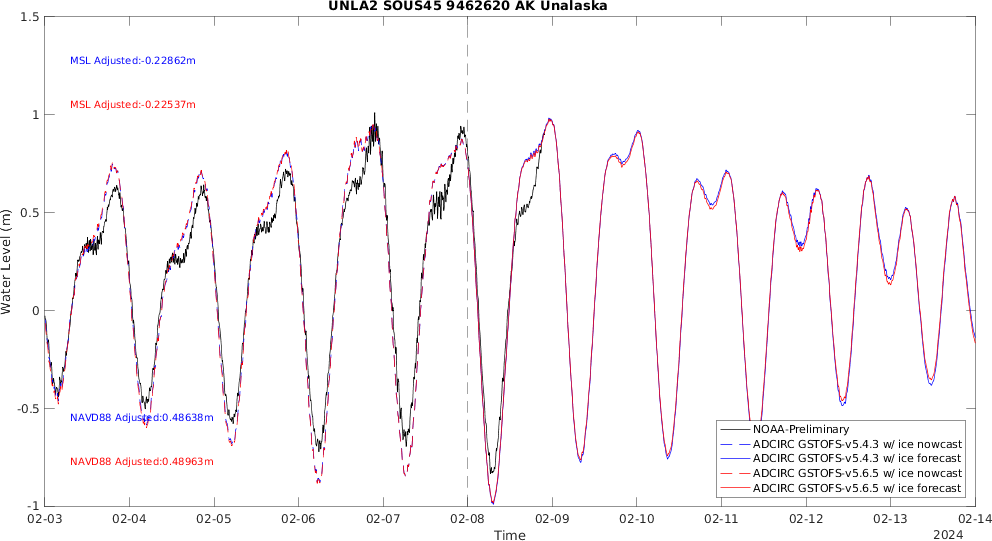 UNLA2 SOUS45 9462620 AK Unalaska
1.5
MSL Adjusted:-0.22862m
MSL Adjusted:-0.22537m
1
0.5
Water Level (m)
0
-0.5
NAVD88 Adjusted:0.48638m
NAVD88 Adjusted:0.48963m
-1
NOAA-Preliminary
ADCIRC GSTOFS-v5.4.3 w/ ice nowcast
ADCIRC GSTOFS-v5.4.3 w/ ice forecast
ADCIRC GSTOFS-v5.6.5 w/ ice nowcast
ADCIRC GSTOFS-v5.6.5 w/ ice forecast
02-03 02-04 02-05 02-06 02-07 02-08 02-09 02-10 02-11 02-12 02-13 02-14
Time
2024